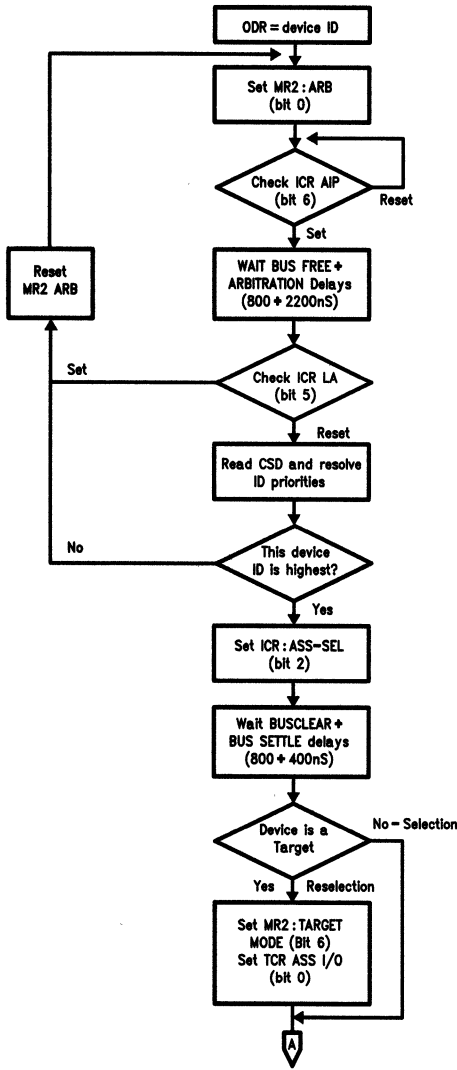 ODR = device ID
Set MR2 : ARB
(bit 0)
Check ICR AIP
(bit 6)
Reset
Set
WAIT BUS FREE +
ARBITRATION Delays
(800 + 2200nS)
Reset
MR2 ARB
Set
Check ICR LA
(bit 5)
Reset
Read CSD and resolve
ID priorities
No
This device
ID is highest?
Yes
Set ICR : ASS-SEL
(bit 2)
Wait BUSCLEAR +
BUS SETTLE delays
(800 + 400nS)
Device is a
Target
No - Selection
Yes Reselection
Set MR2 : TARGET
MODE (Bit 6)
Set TCR ASS I/O
(bit 0)
A